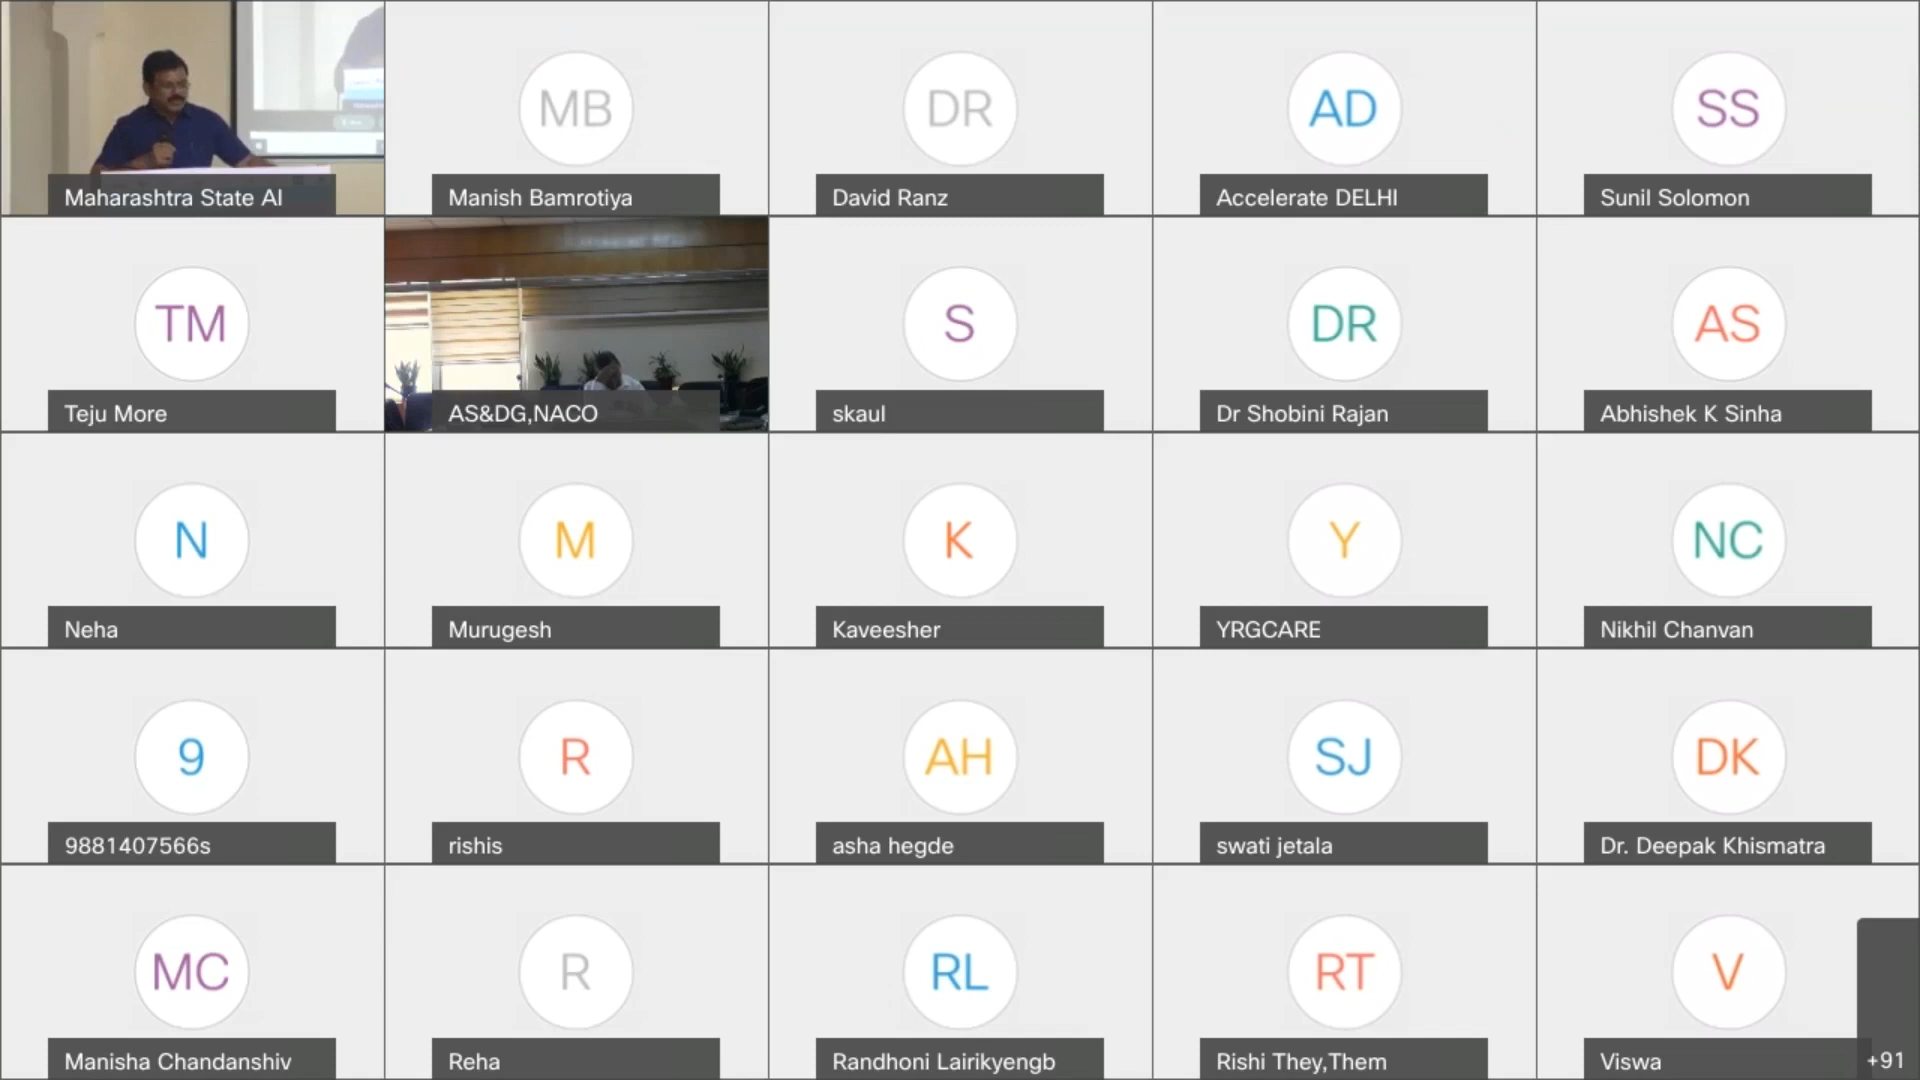 Maharashtra State AI
MB
Manish Bamrotiya
DR
David Ranz
AD
Accelerate DELHI
SS
Sunil Solomon
TM
Teju More
AS&DG,NACO
S
skaul
DR
Dr Shobini Rajan
AS
Abhishek K Sinha
N
Neha
M
Murugesh
K
Kaveesher
Y
YRGCARE
NC
Nikhil Chanvan
9
9881407566s
R
rishis
AH
asha hegde
SJ
swati jetala
DK
Dr. Deepak Khismatra
MC
Manisha Chandanshiv
R
Reha
RL
Randhoni Lairikyengb
RT
Rishi They,Them
V
Viswa
+91